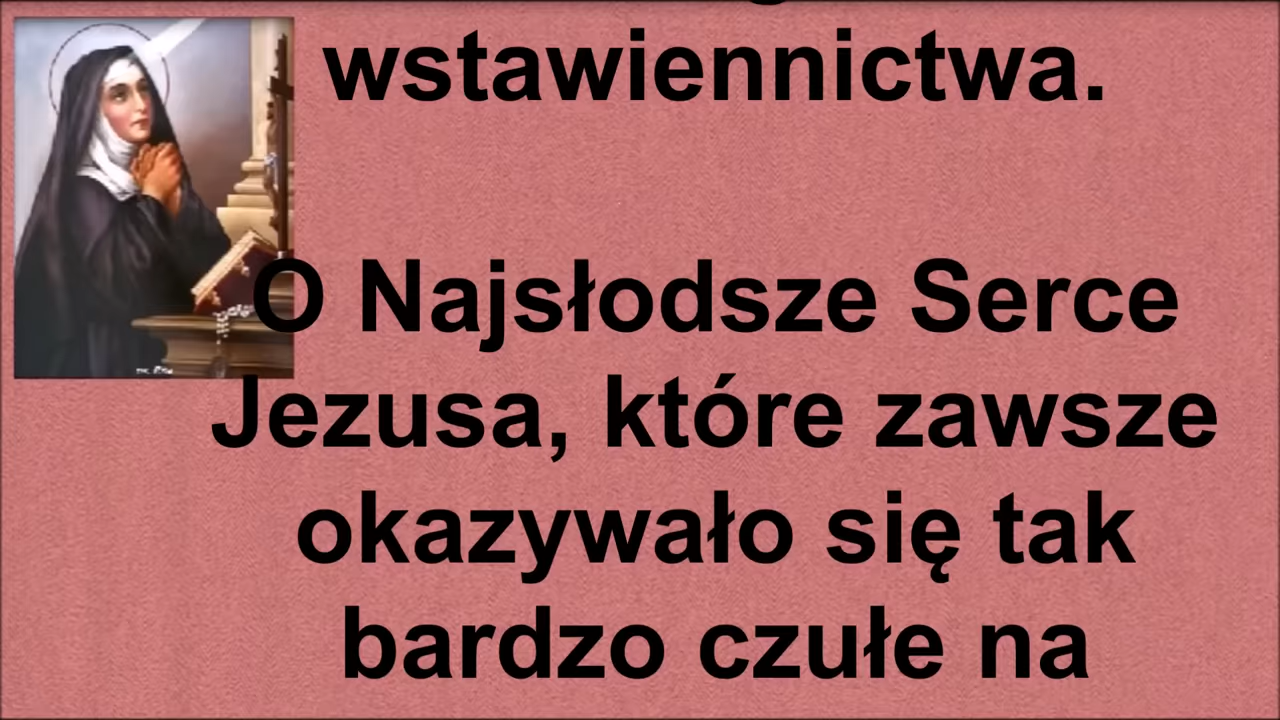 wstawiennictwa.
O Najsłodsze Serce
Jezusa, które zawsze
okazywało się tak
bardzo czułe na